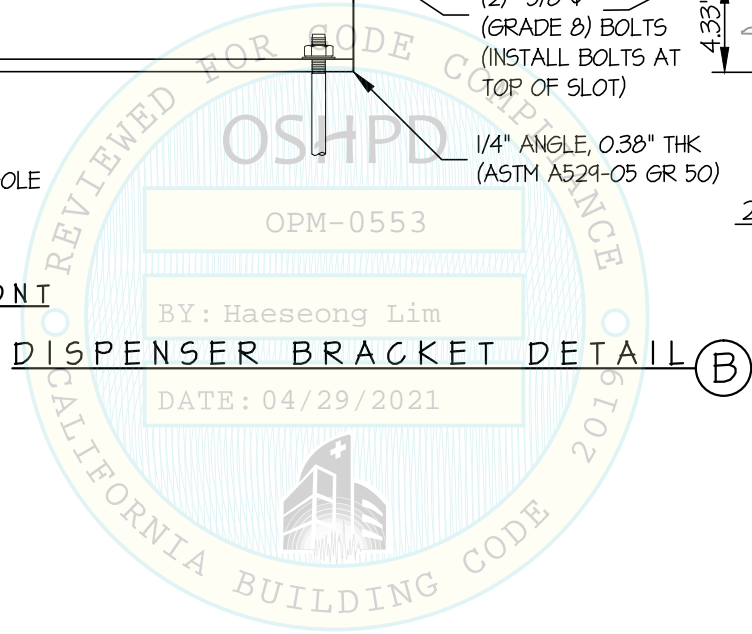 (GRADE 8) BOLTS
(INSTALL BOLTS AT
TOP OF SLOT)
4.33"
1/4" ANGLE, 0.38" THK
(ASTM A529-05 GR 50)
OLE
ONT
DISPENSER BRACKET DETAIL B
REVIEWED FOR CODE COMPLIANCE
OSHPD
OPM-0553
BY: Haeseong Lim
DATE: 04/29/2021
CALIFORNIA BUILDING CODE 2019